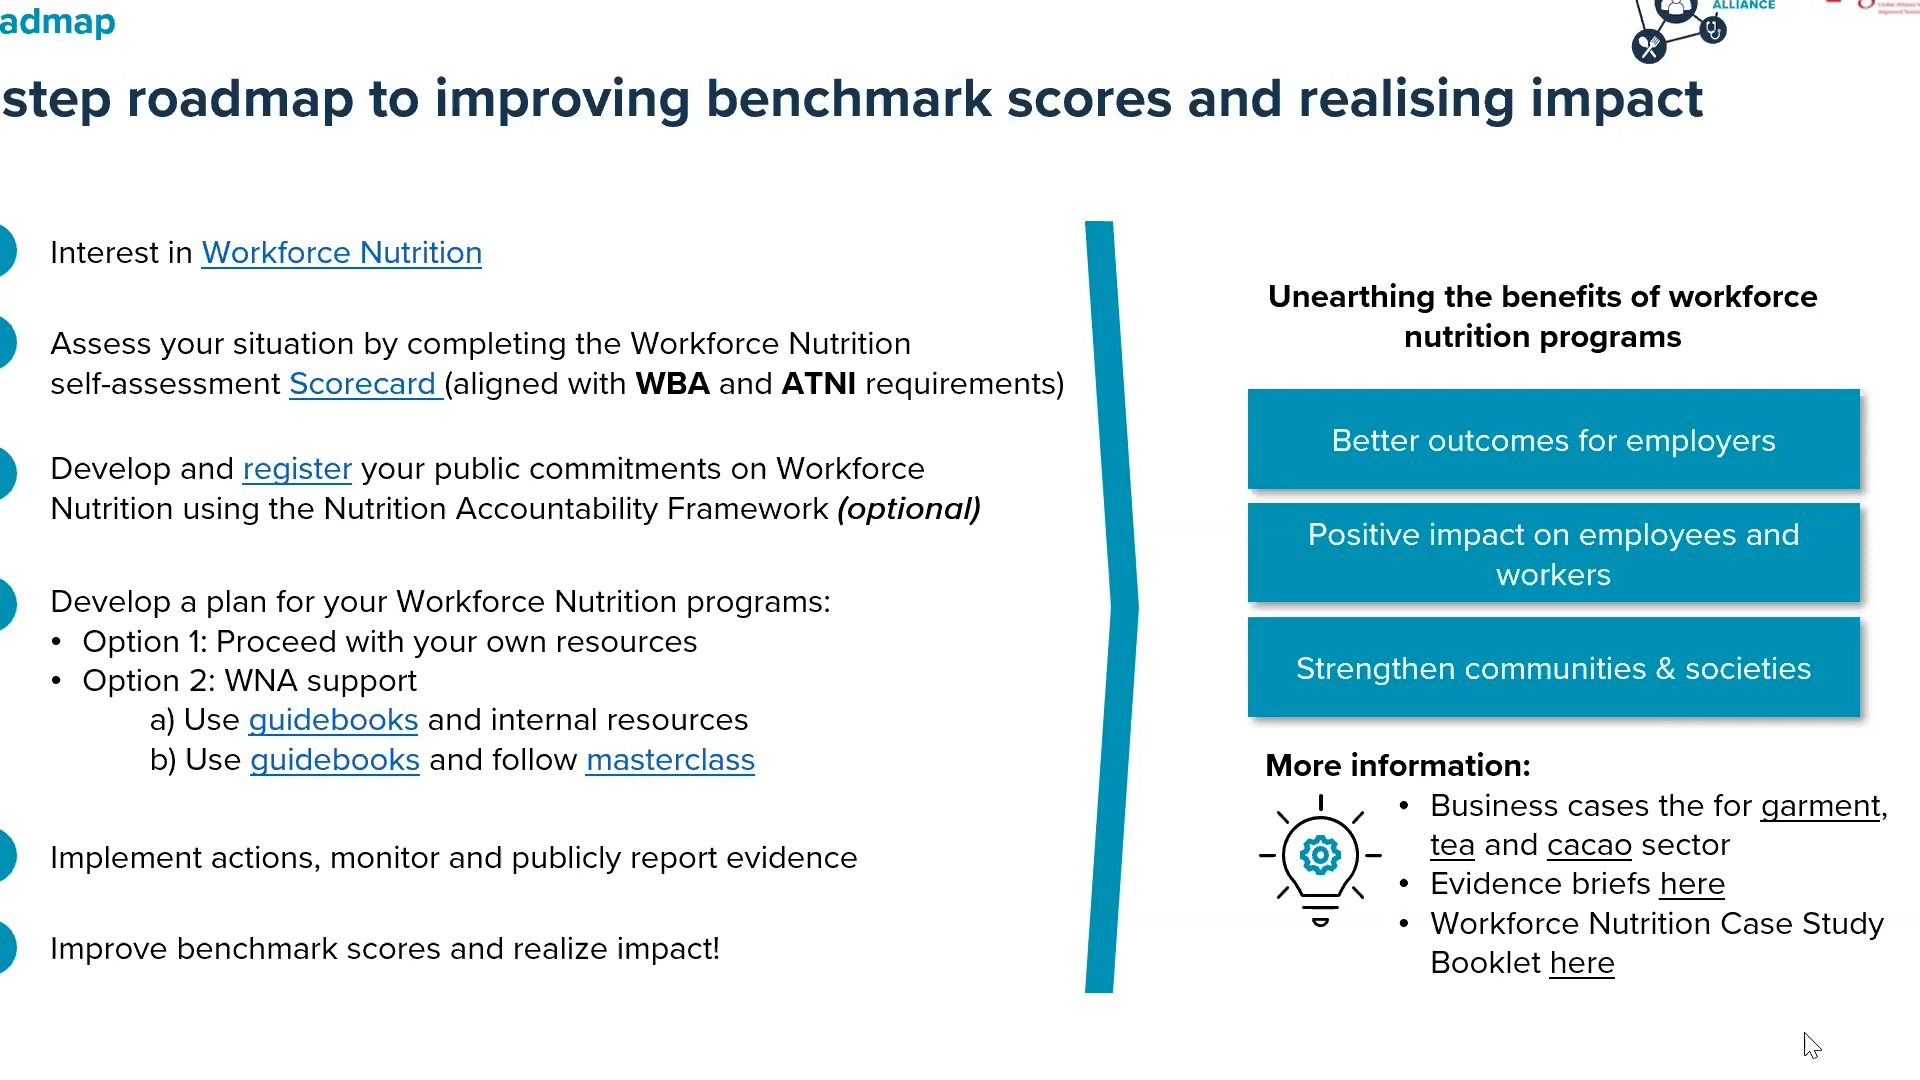 admap
ALLIANCE
step roadmap to improving benchmark scores and realising impact
Interest in Workforce Nutrition
Assess your situation by completing the Workforce Nutrition
self-assessment Scorecard (aligned with WBA and ATNI requirements)
Develop and register your public commitments on Workforce
Nutrition using the Nutrition Accountability Framework (optional)
Develop a plan for your Workforce Nutrition programs:
• Option 1: Proceed with your own resources
• Option 2: WNA support
a) Use guidebooks and internal resources
b) Use guidebooks and follow masterclass
Implement actions, monitor and publicly report evidence
Improve benchmark scores and realize impact!
Unearthing the benefits of workforce
nutrition programs
Better outcomes for employers
Positive impact on employees and
workers
Strengthen communities & societies
More information:
• Business cases the for garment,
tea and cacao sector
• Evidence briefs here
• Workforce Nutrition Case Study
Booklet here